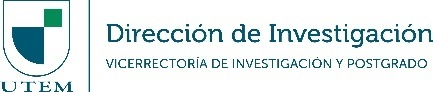 UTEM
Dirección de Investigación
VICERRECTORÍA DE INVESTIGACIÓN Y POSTGRADO